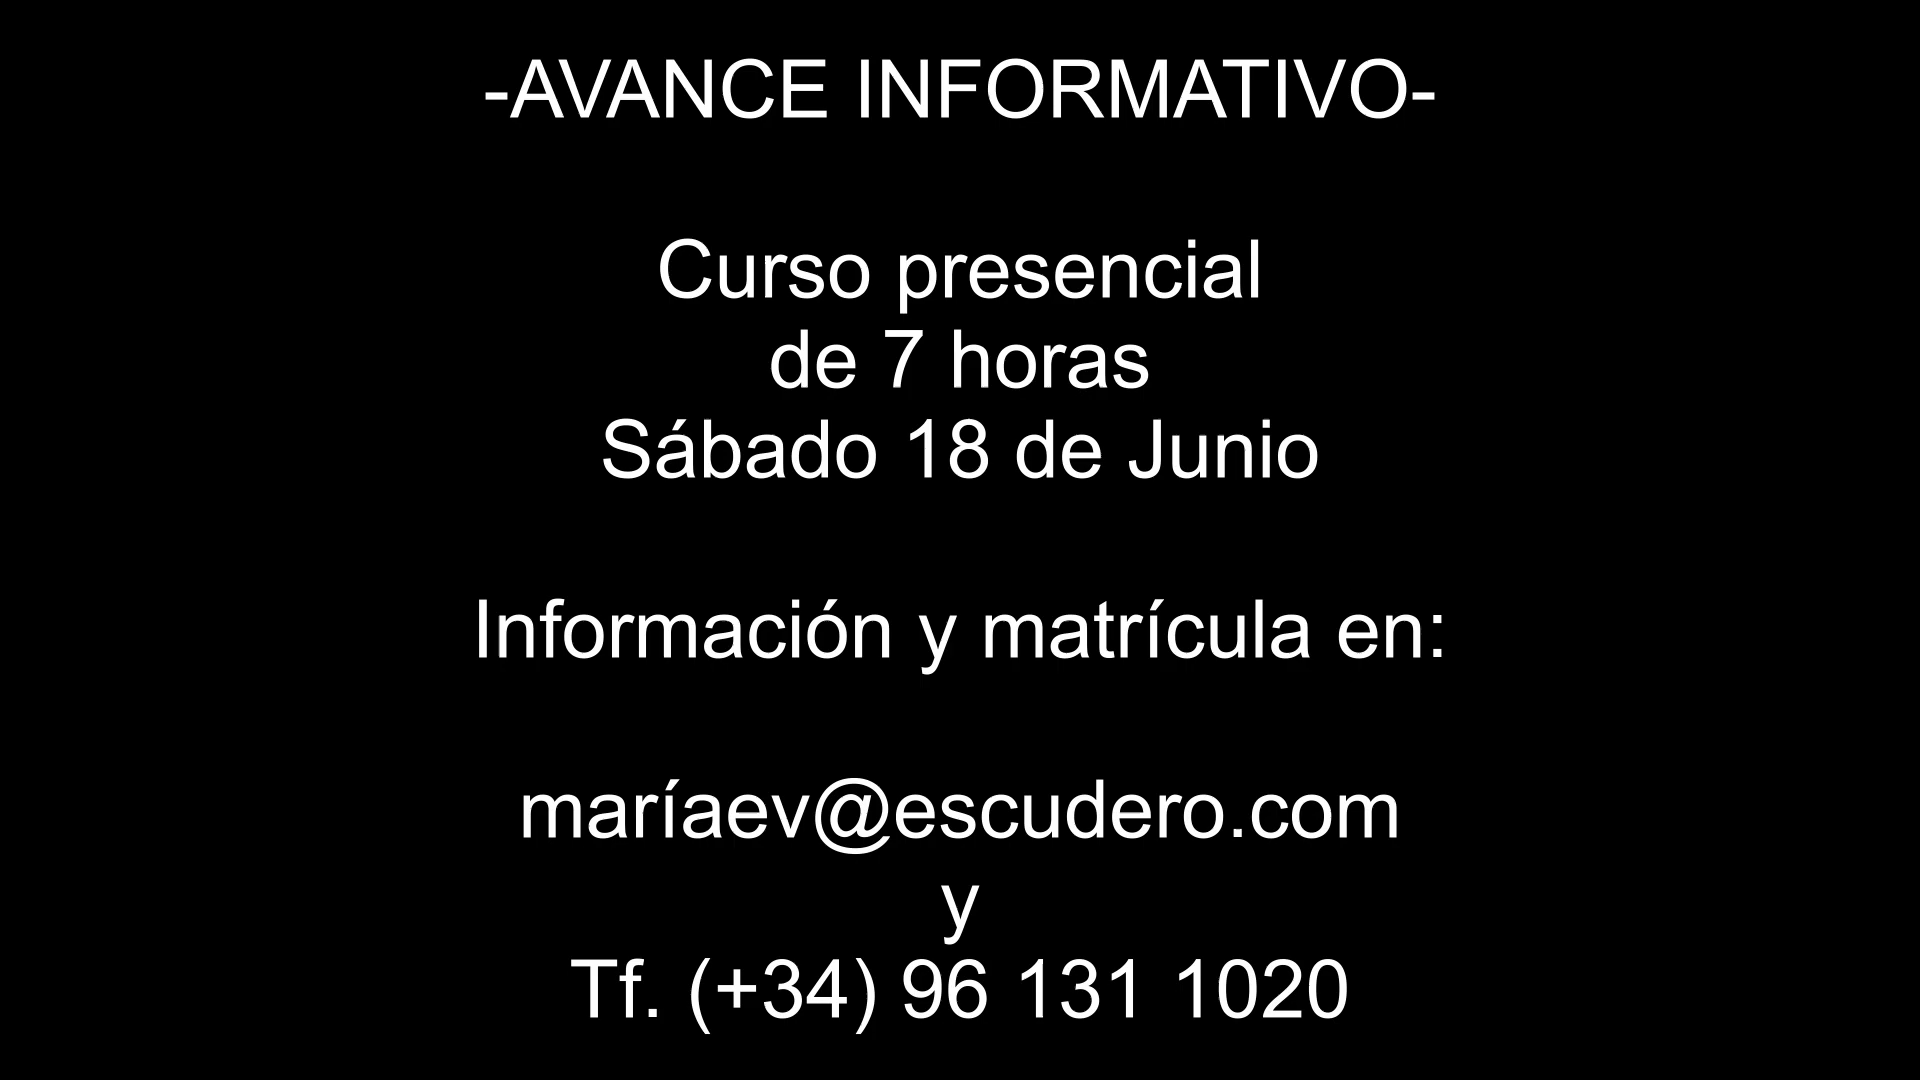 -AVANCE INFORMATIVO-
Curso presencial
de 7 horas
Sábado 18 de Junio
Información y matrícula en:
maríaev@escudero.com
y
Tf. (+34) 96 131 1020